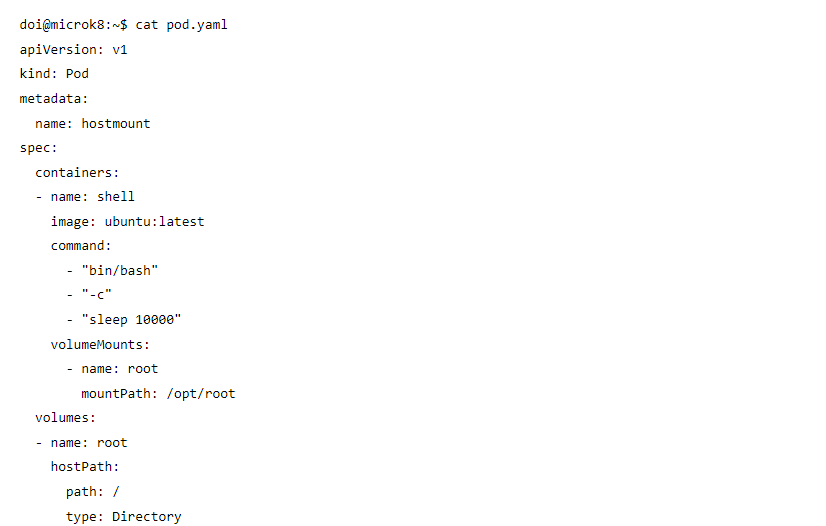 doi@microk8:~$ cat pod.yaml
apiVersion: v1
kind: Pod
metadata:
  name: hostmount
spec:
  containers:
  - name: shell
    image: ubuntu:latest
    command:
      - "bin/bash"
      - "-c"
      - "sleep 10000"
    volumeMounts:
      - name: root
        mountPath: /opt/root
  volumes:
  - name: root
    hostPath:
      path: /
      type: Directory